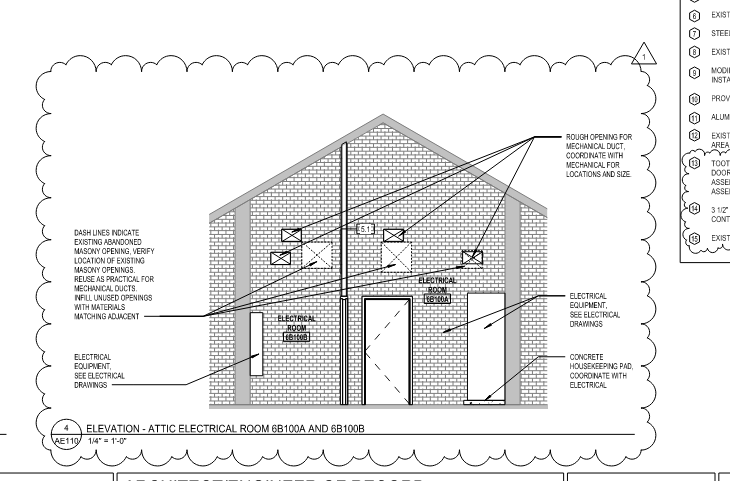 1
6 EXIST
7 STEEL
8 EXIST
9 MODI
INSTA
10 PROV
11 ALUM
12 EXIST
AREA
13 TOOT
DOOR
ASSE
ASSE
14 3 1/2"
CONT
15 EXIST
ROUGH OPENING FOR
MECHANICAL DUCT,
COORDINATE WITH
MECHANICAL FOR
LOCATIONS AND SIZE.
5.1
DASH LINES INDICATE
EXISTING ABANDONED
MASONY OPENING, VERIFY
LOCATION OF EXISTING
MASONY OPENINGS.
REUSE AS PRACTICAL FOR
MECHANICAL DUCTS.
INFILL UNUSED OPENINGS
WITH MATERIALS
MATCHING ADJACENT
ELECTRICAL
ROOM
6B100A
ELECTRICAL
ROOM
6B100B
ELECTRICAL
EQUIPMENT,
SEE ELECTRICAL
DRAWINGS
ELECTRICAL
EQUIPMENT,
SEE ELECTRICAL
DRAWINGS
CONCRETE
HOUSEKEEPING PAD,
COORDINATE WITH
ELECTRICAL
4 ELEVATION - ATTIC ELECTRICAL ROOM 6B100A AND 6B100B
AE110 1/4" = 1'-0"
ARCHITECT/ENGINEER OF RECORD